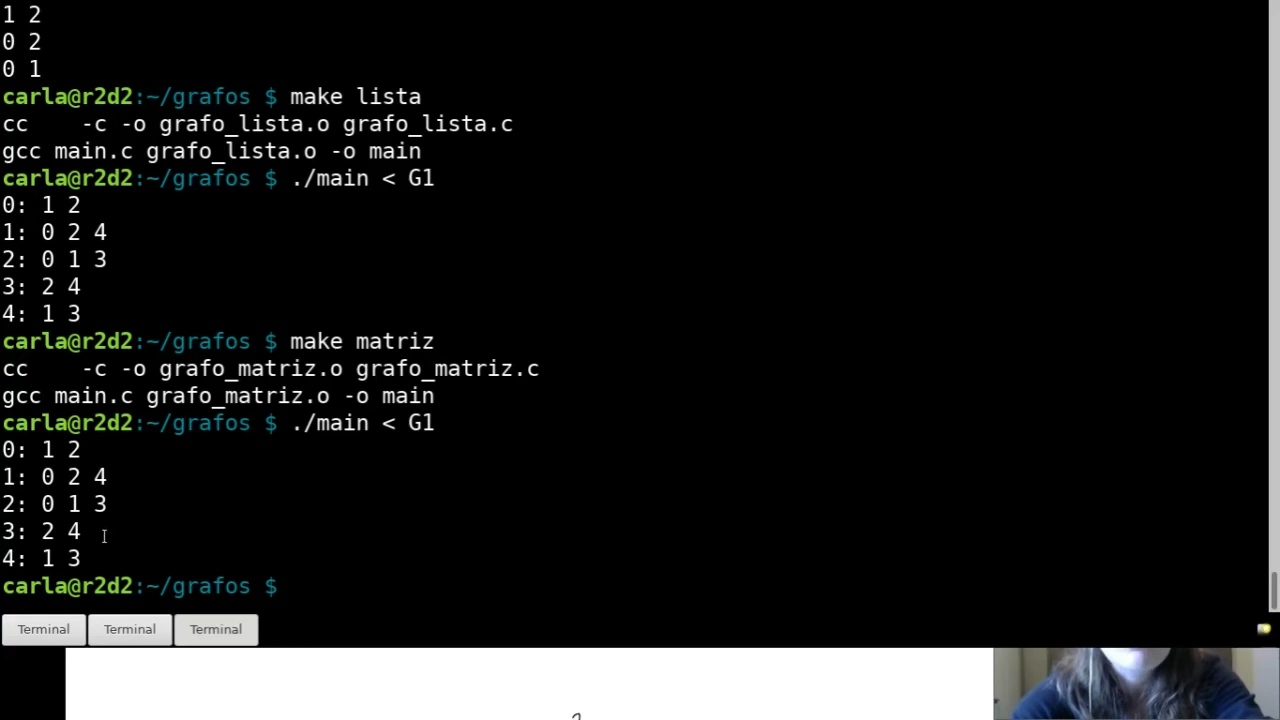 1 2
0 2
0 1
carla@r2d2:~/grafos $ make lista
cc    -c -o grafo_lista.o grafo_lista.c
gcc main.c grafo_lista.o -o main
carla@r2d2:~/grafos $ ./main < G1
0: 1 2
1: 0 2 4
2: 0 1 3
3: 2 4
4: 1 3
carla@r2d2:~/grafos $ make matriz
cc    -c -o grafo_matriz.o grafo_matriz.c
gcc main.c grafo_matriz.o -o main
carla@r2d2:~/grafos $ ./main < G1
0: 1 2
1: 0 2 4
2: 0 1 3
3: 2 4
4: 1 3
carla@r2d2:~/grafos $
Terminal Terminal Terminal